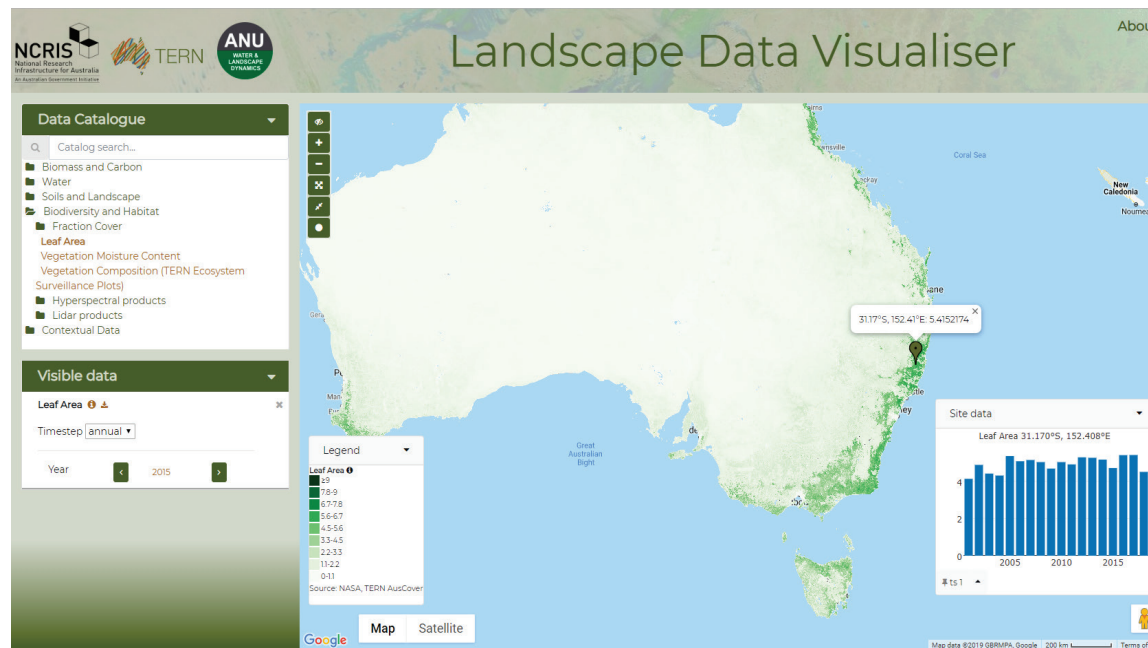 NCRIS
National Research
Infrastructure for Australia
An Australian Government Initiative
TERN
ANU
WATER &
LANDSCAPE
DYNAMICS
Landscape Data Visualiser
Abou
Data Catalogue
Catalog search...
Biomass and Carbon
Water
Soils and Landscape
Biodiversity and Habitat
Fraction Cover
Leaf Area
Vegetation Moisture Content
Vegetation Composition (TERN Ecosystem
Surveillance Plots)
Hyperspectral products
Lidar products
Contextual Data
Visible data
Leaf Area
Timestep annual
Year 2015
Coral Sea
New
Caledonia
Noumea
31.17°S, 152.41°E: 5.4152174
Great
Australian
Bight
Legend
Leaf Area
≥9
7.8-9
6.7-7.8
5.6-6.7
4.5-5.6
3.3-4.5
2.2-3.3
1.1-2.2
0-1.1
Source: NASA, TERN AusCover
Site data
Leaf Area 31.170°S, 152.408°E
4
2
0
2005 2010 2015
ts 1
Google
Map Satellite
Map data ©2019 GBRMPA, Google 200 km Terms of